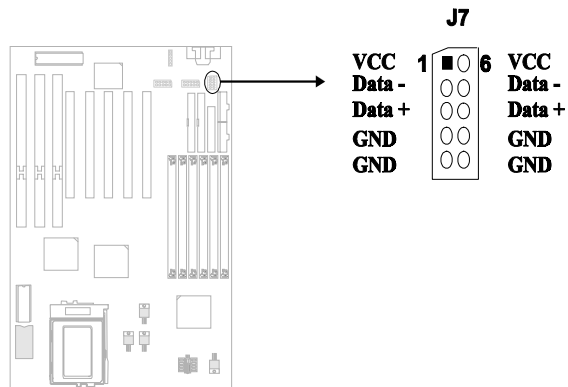 J7
VCC 1 6 VCC
Data - Data -
Data + Data +
GND GND
GND GND